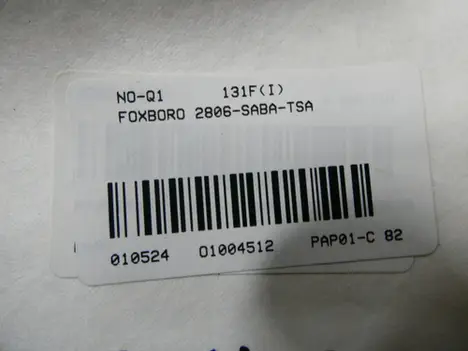 NO-Q1 131F(I)
FOXBORO 2806-SABA-TSA
010524 01004512 PAP01-C 82